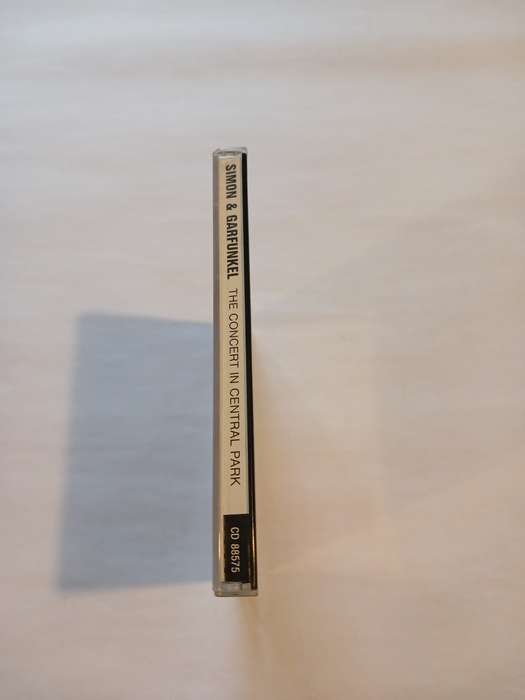 SIMON & GARFUNKEL THE CONCERT IN CENTRAL PARK
CD 88575